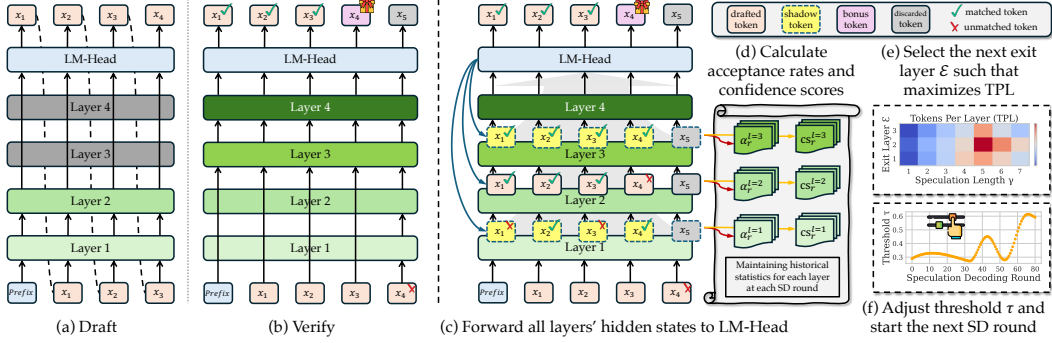 x1 x2 x3 x4
LM-Head
Layer 4
Layer 3
Layer 2
Layer 1
Prefix x1 x2 x3
(a) Draft
x1 x2 x3 x4 x5
LM-Head
Layer 4
Layer 3
Layer 2
Layer 1
Prefix x1 x2 x3 x4
(b) Verify
x1 x2 x3 x4 x5
LM-Head
Layer 4
x1 x2 x3 x4 x5
Layer 3
x1 x2 x3 x4 x5
Layer 2
x1 x2 x3 x4 x5
Layer 1
Prefix x1 x2 x3 x4
(c) Forward all layers' hidden states to LM-Head
drafted token
shadow token
bonus token
discarded token
matched token
unmatched token
(d) Calculate
acceptance rates and
confidence scores
α_r^{l=3} cs_r^{l=3}
α_r^{l=2} cs_r^{l=2}
α_r^{l=1} cs_r^{l=1}
Maintaining historical
statistics for each layer
at each SD round
(e) Select the next exit
layer ℰ such that
maximizes TPL
Tokens Per Layer (TPL)
Exit Layer ℰ
3
2
1
1 2 3 4 5 6 7
Speculation Length γ
Threshold τ
0.6
0.5
0.4
0.3
0 20 40 60 80
Speculation Decoding Round
(f) Adjust threshold τ and
start the next SD round